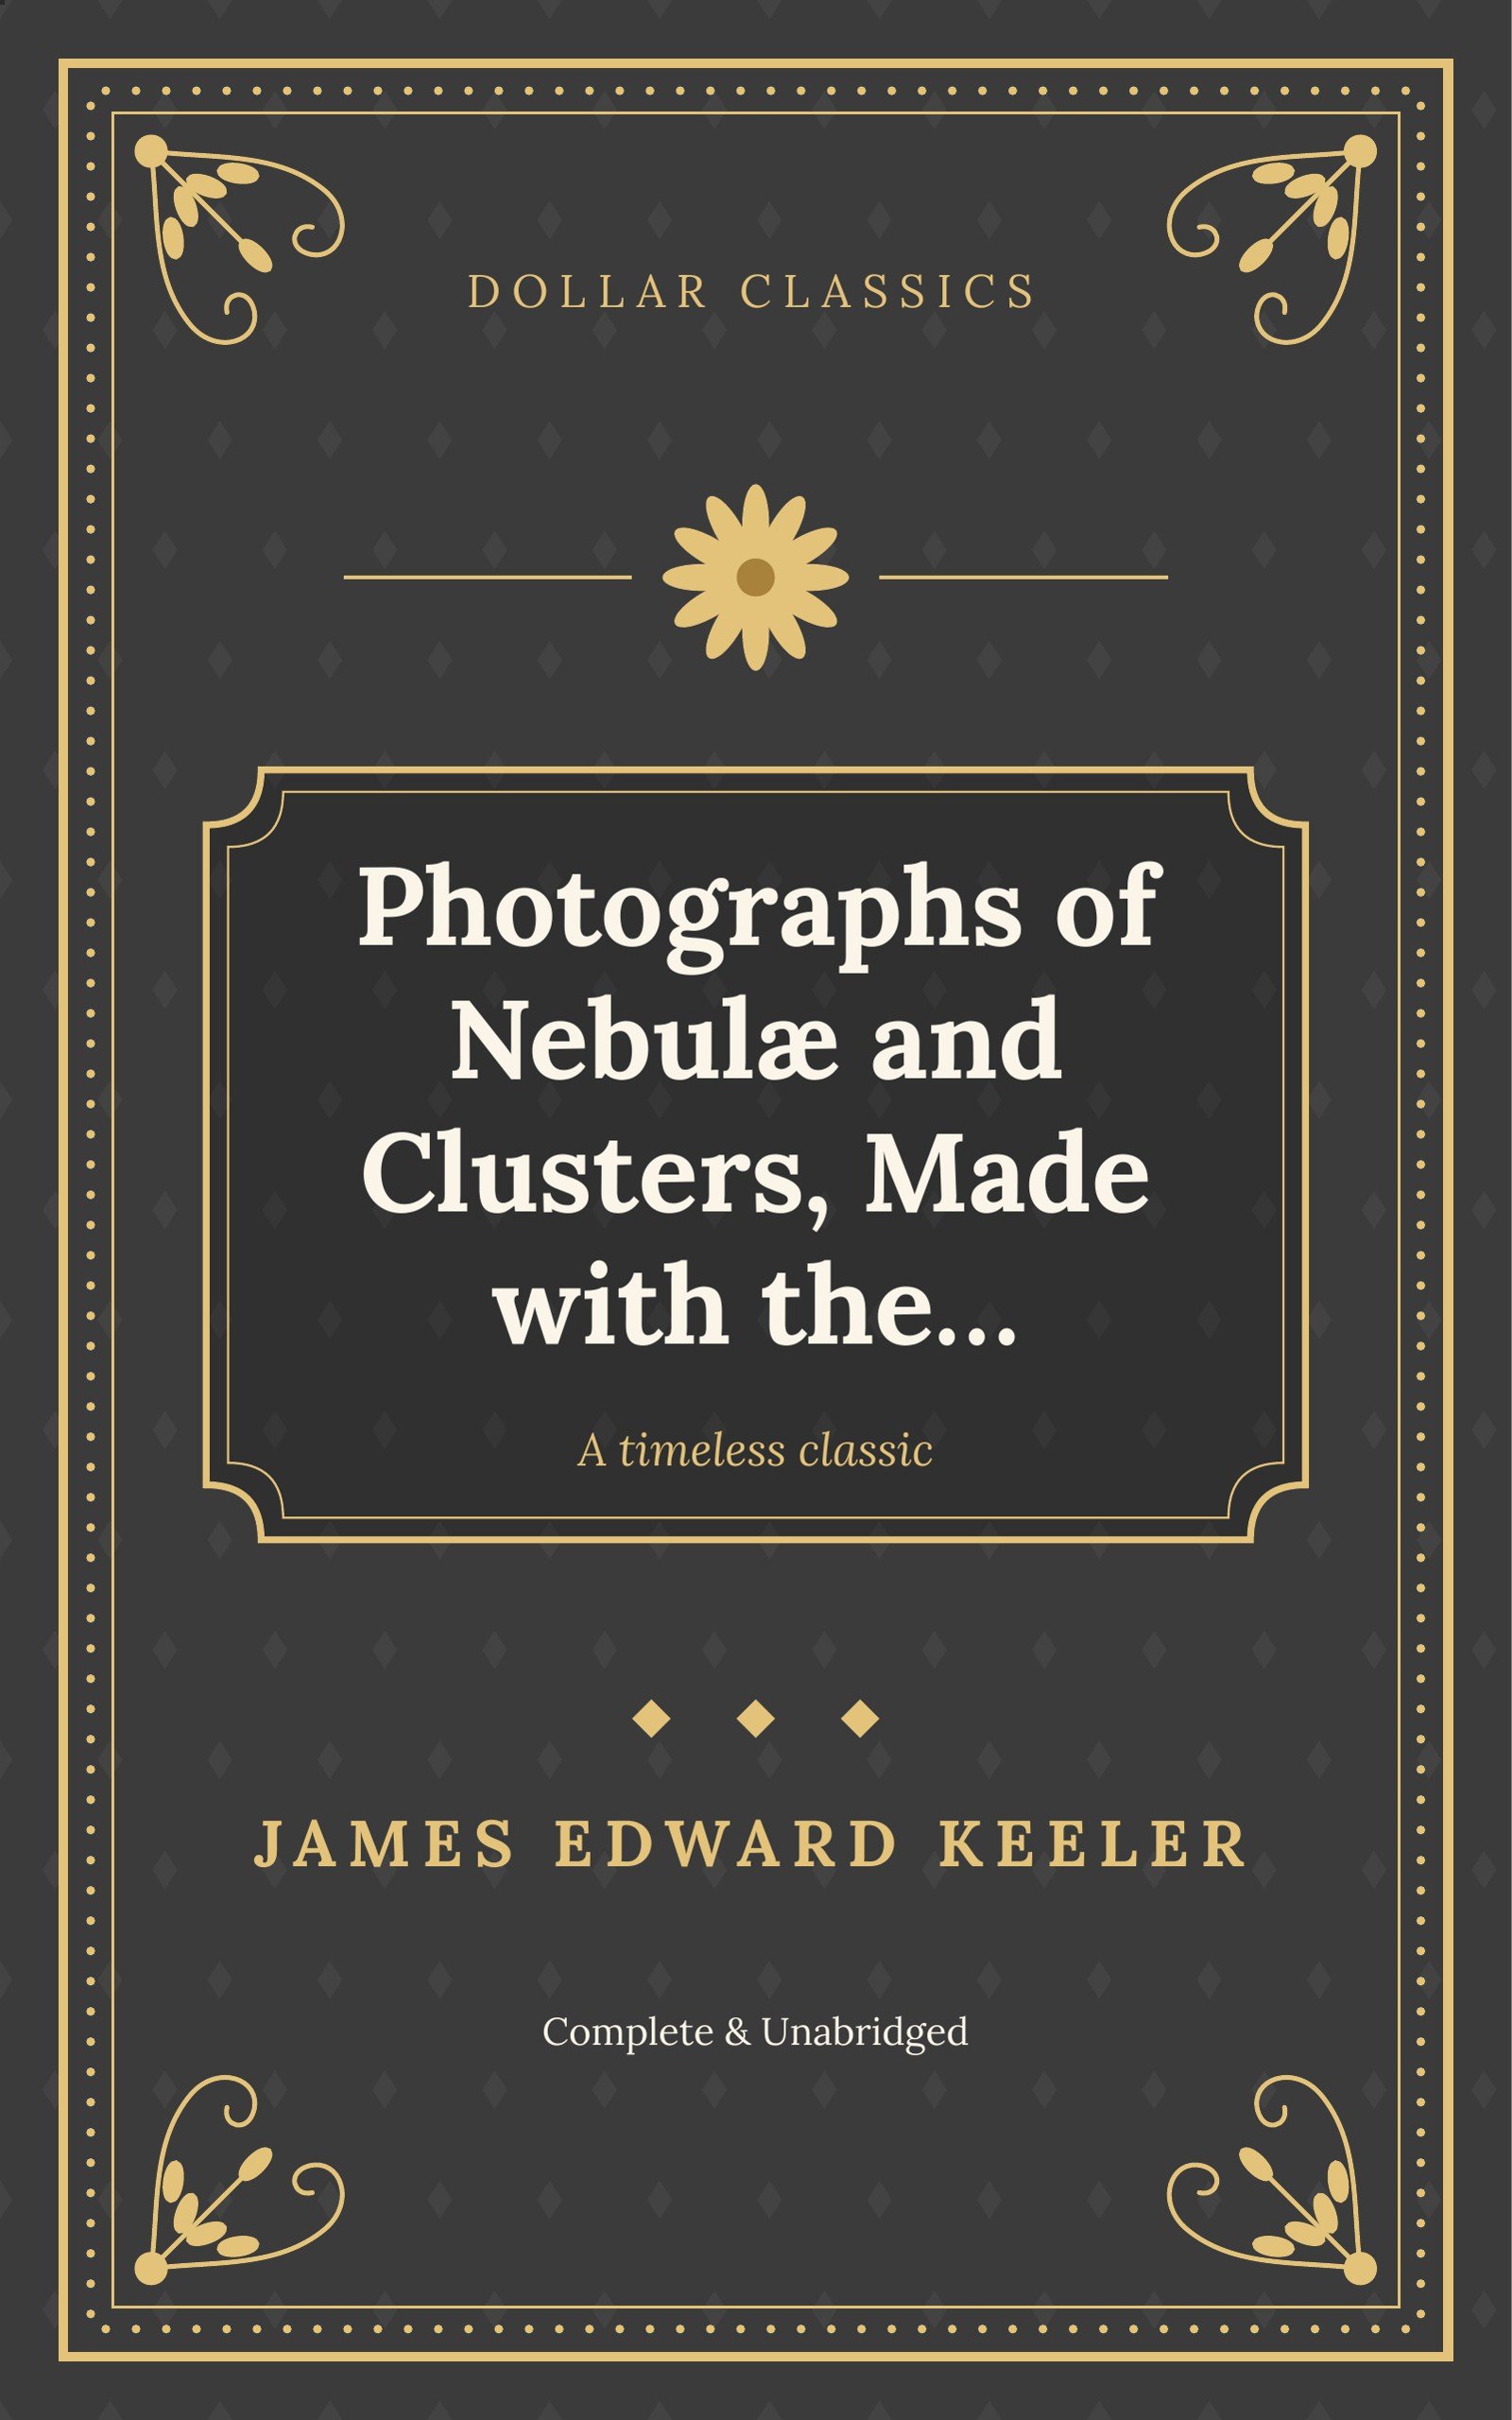 DOLLAR CLASSICS
Photographs of
Nebulæ and
Clusters, Made
with the...
A timeless classic
JAMES EDWARD KEELER
Complete & Unabridged